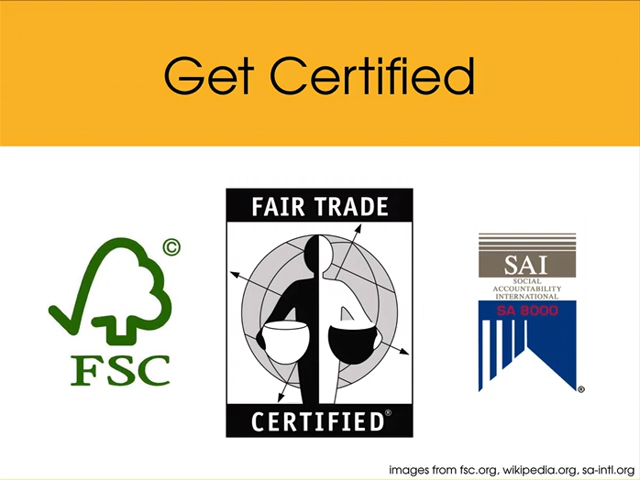 Get Certified
©
FSC
FAIR TRADE
CERTIFIED®
SAI
SOCIAL
ACCOUNTABILITY
INTERNATIONAL
SA 8000
®
images from fsc.org, wikipedia.org, sa-intl.org